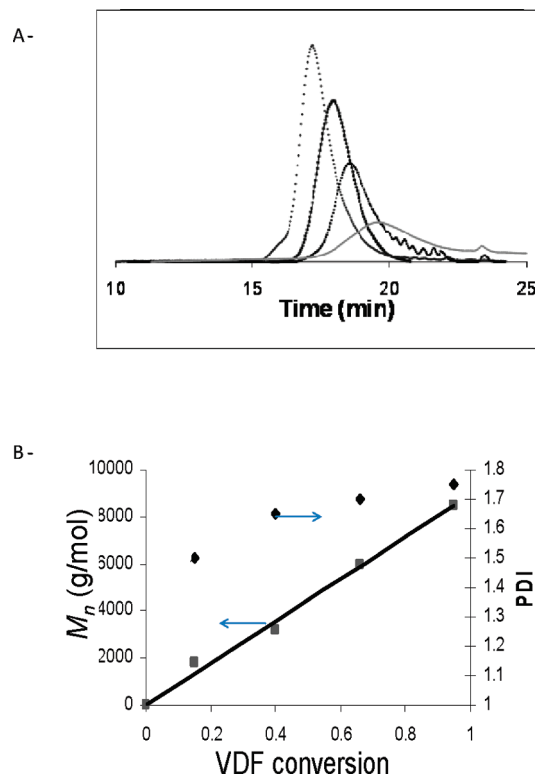 A-
10 15 20 25
Time (min)
B-
10000 8000 6000 4000 2000 0
Mn (g/mol)
1.8 1.7 1.6 1.5 1.4 1.3 1.2 1.1 1
PDI
0 0.2 0.4 0.6 0.8 1
VDF conversion